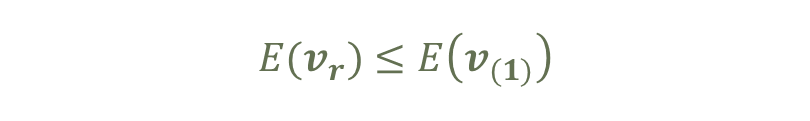 E(v_r) ≤ E(v_(1))